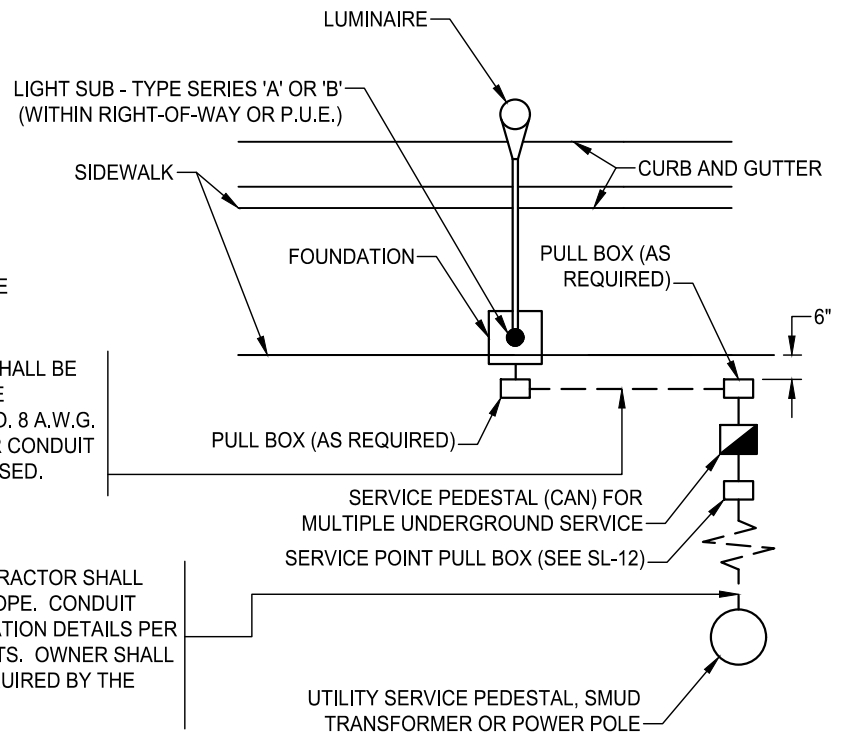 LUMINAIRE
LIGHT SUB - TYPE SERIES 'A' OR 'B'
(WITHIN RIGHT-OF-WAY OR P.U.E.)
SIDEWALK
CURB AND GUTTER
FOUNDATION
PULL BOX (AS
REQUIRED)
6"
HALL BE
8 A.W.G.
CONDUIT
SED.
PULL BOX (AS REQUIRED)
SERVICE PEDESTAL (CAN) FOR
MULTIPLE UNDERGROUND SERVICE
SERVICE POINT PULL BOX (SEE SL-12)
RACTOR SHALL
OPE. CONDUIT
ATION DETAILS PER
TS. OWNER SHALL
UIRED BY THE
UTILITY SERVICE PEDESTAL, SMUD
TRANSFORMER OR POWER POLE